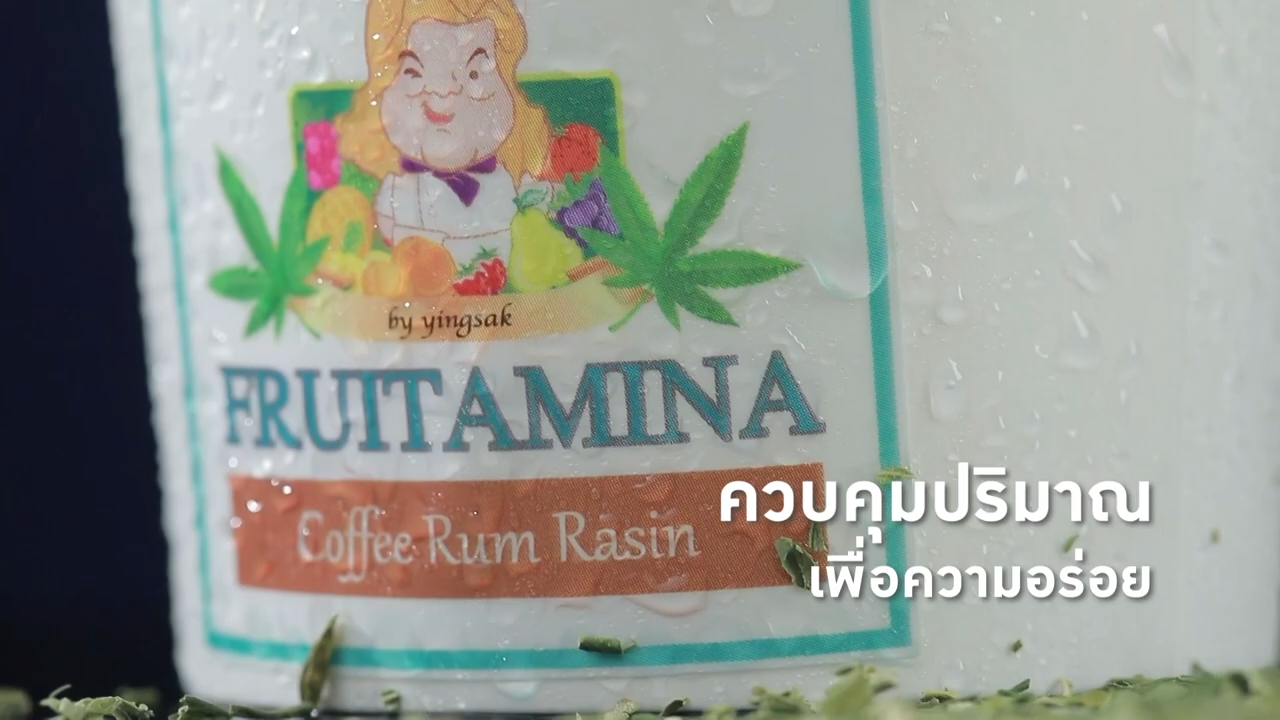 by yingsak
FRUITAMINA
Coffee Rum Rasin
ควบคุมปริมาณ
เพื่อความอร่อย